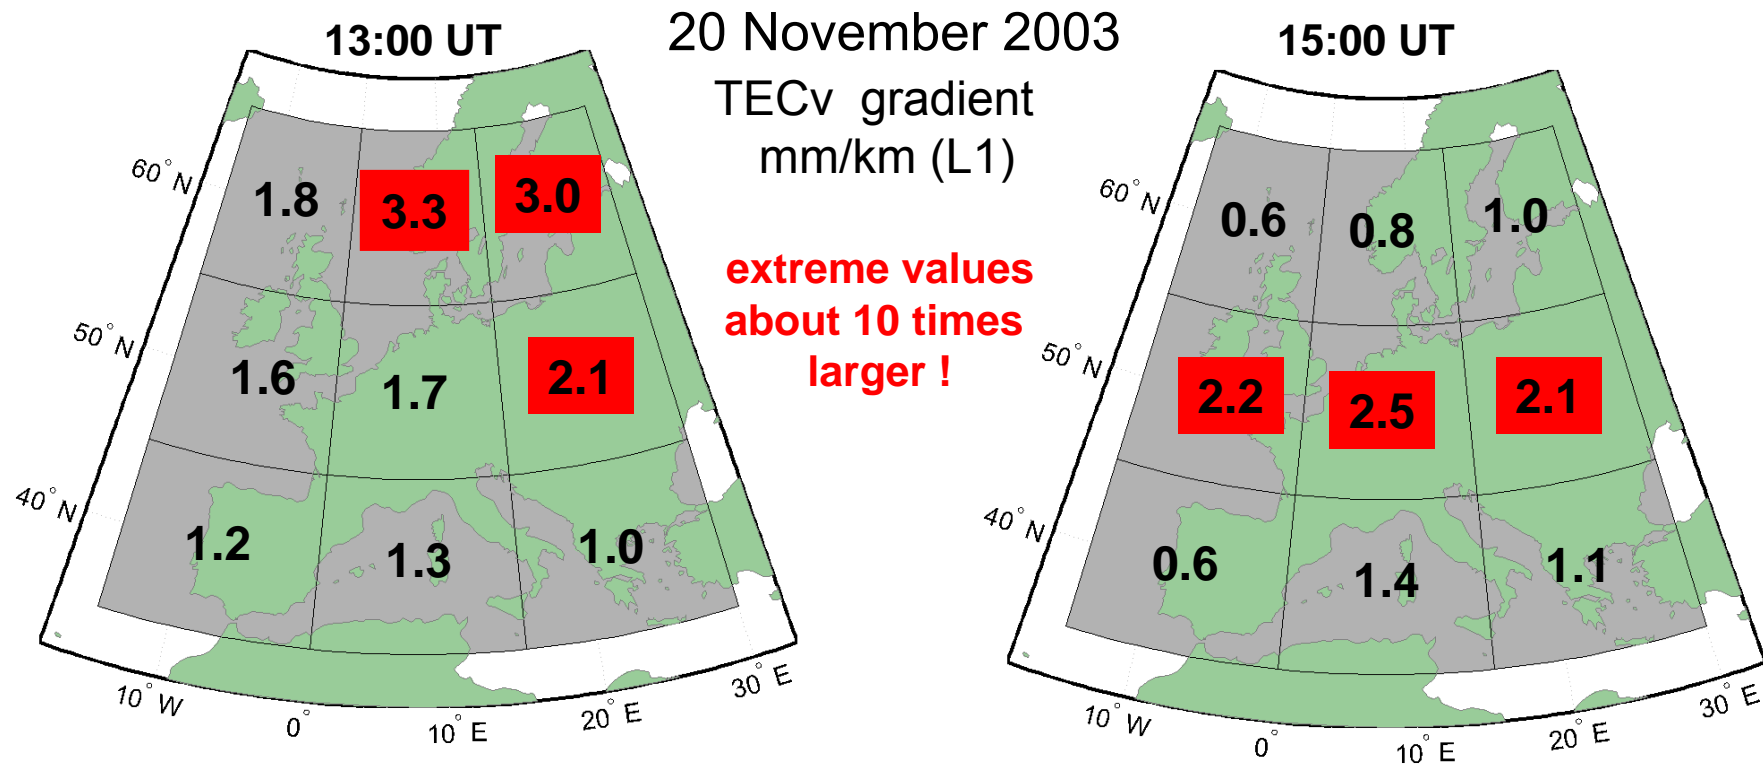 20 November 2003
TECv gradient
mm/km (L1)
extreme values
about 10 times
larger !
13:00 UT
60° N
50° N
40° N
1.8 3.3 3.0
1.6 1.7 2.1
1.2 1.3 1.0
10° W 0° 10° E 20° E 30° E
15:00 UT
60° N
50° N
40° N
0.6 0.8 1.0
2.2 2.5 2.1
0.6 1.4 1.1
10° W 0° 10° E 20° E 30° E